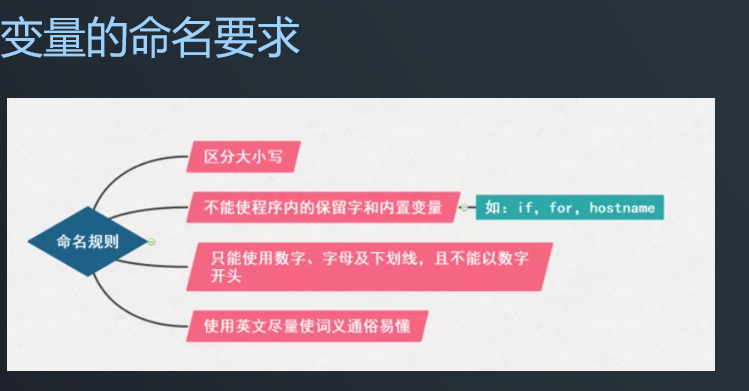 变量的命名要求
区分大小写
命名规则
不能使程序内的保留字和内置变量
如：if, for, hostname
只能使用数字、字母及下划线，且不能以数字
开头
使用英文尽量使词义通俗易懂